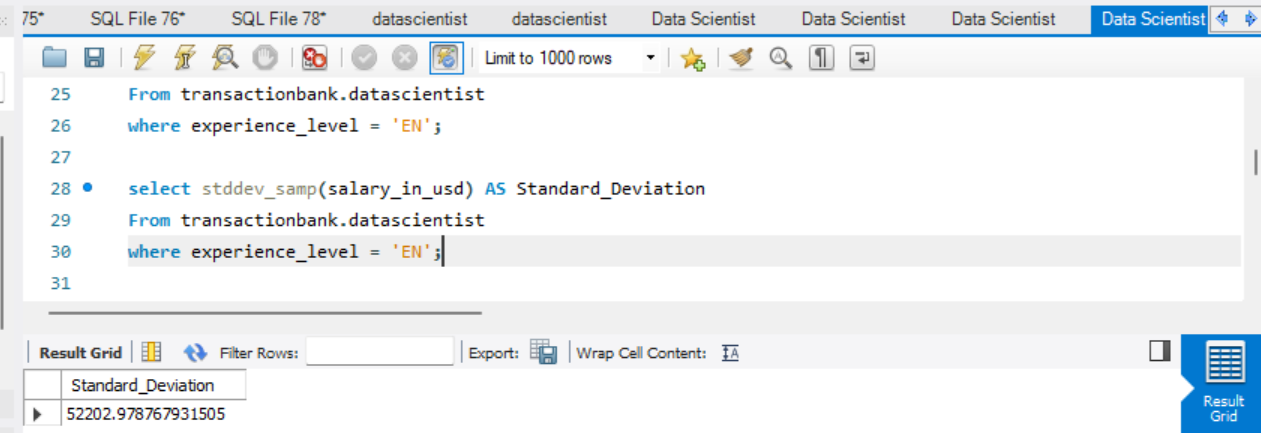 75*
SQL File 76*
SQL File 78*
datascientist
datascientist
Data Scientist
Data Scientist
Data Scientist
Data Scientist
Limit to 1000 rows
25 From transactionbank.datascientist
26 where experience_level = 'EN';
27
28 select stddev_samp(salary_in_usd) AS Standard_Deviation
29 From transactionbank.datascientist
30 where experience_level = 'EN';
31
Result Grid
Filter Rows:
Export:
Wrap Cell Content:
Standard_Deviation
52202.978767931505
Result
Grid